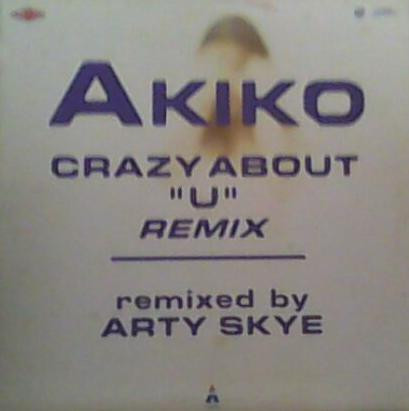 AKIKO
CRAZY ABOUT
"U"
REMIX
remixed by
ARTY SKYE